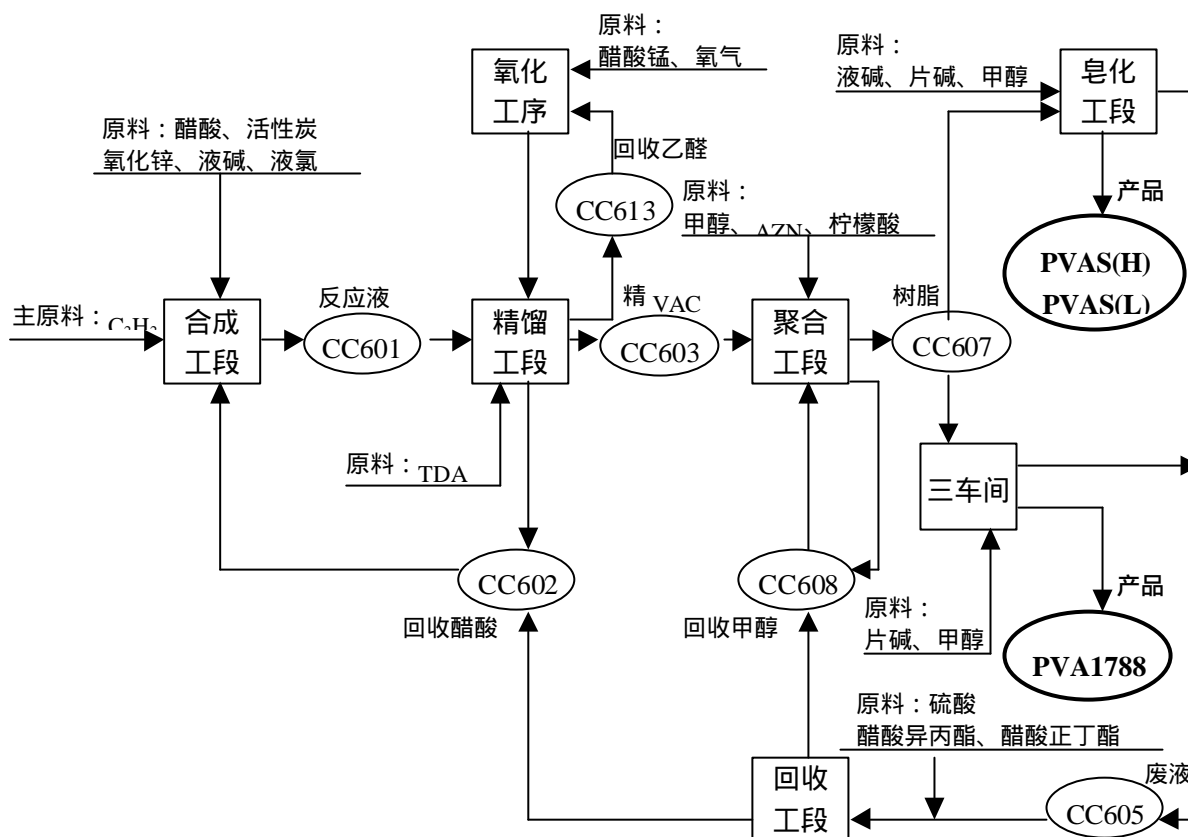 原料：
醋酸锰、氧气
氧化
工序
原料：
液碱、片碱、甲醇
皂化
工段
原料：醋酸、活性炭
氧化锌、液碱、液氯
回收乙醛
CC613
原料：
甲醇、AZN、柠檬酸
产品
PVAS(H)
PVAS(L)
主原料：C₂H₂
合成
工段
反应液
CC601
精馏
工段
精VAC
CC603
聚合
工段
树脂
CC607
原料：TDA
三车间
CC602
回收醋酸
CC608
回收甲醇
原料：
片碱、甲醇
产品
PVA1788
原料：硫酸
醋酸异丙酯、醋酸正丁酯
回收
工段
废液
CC605